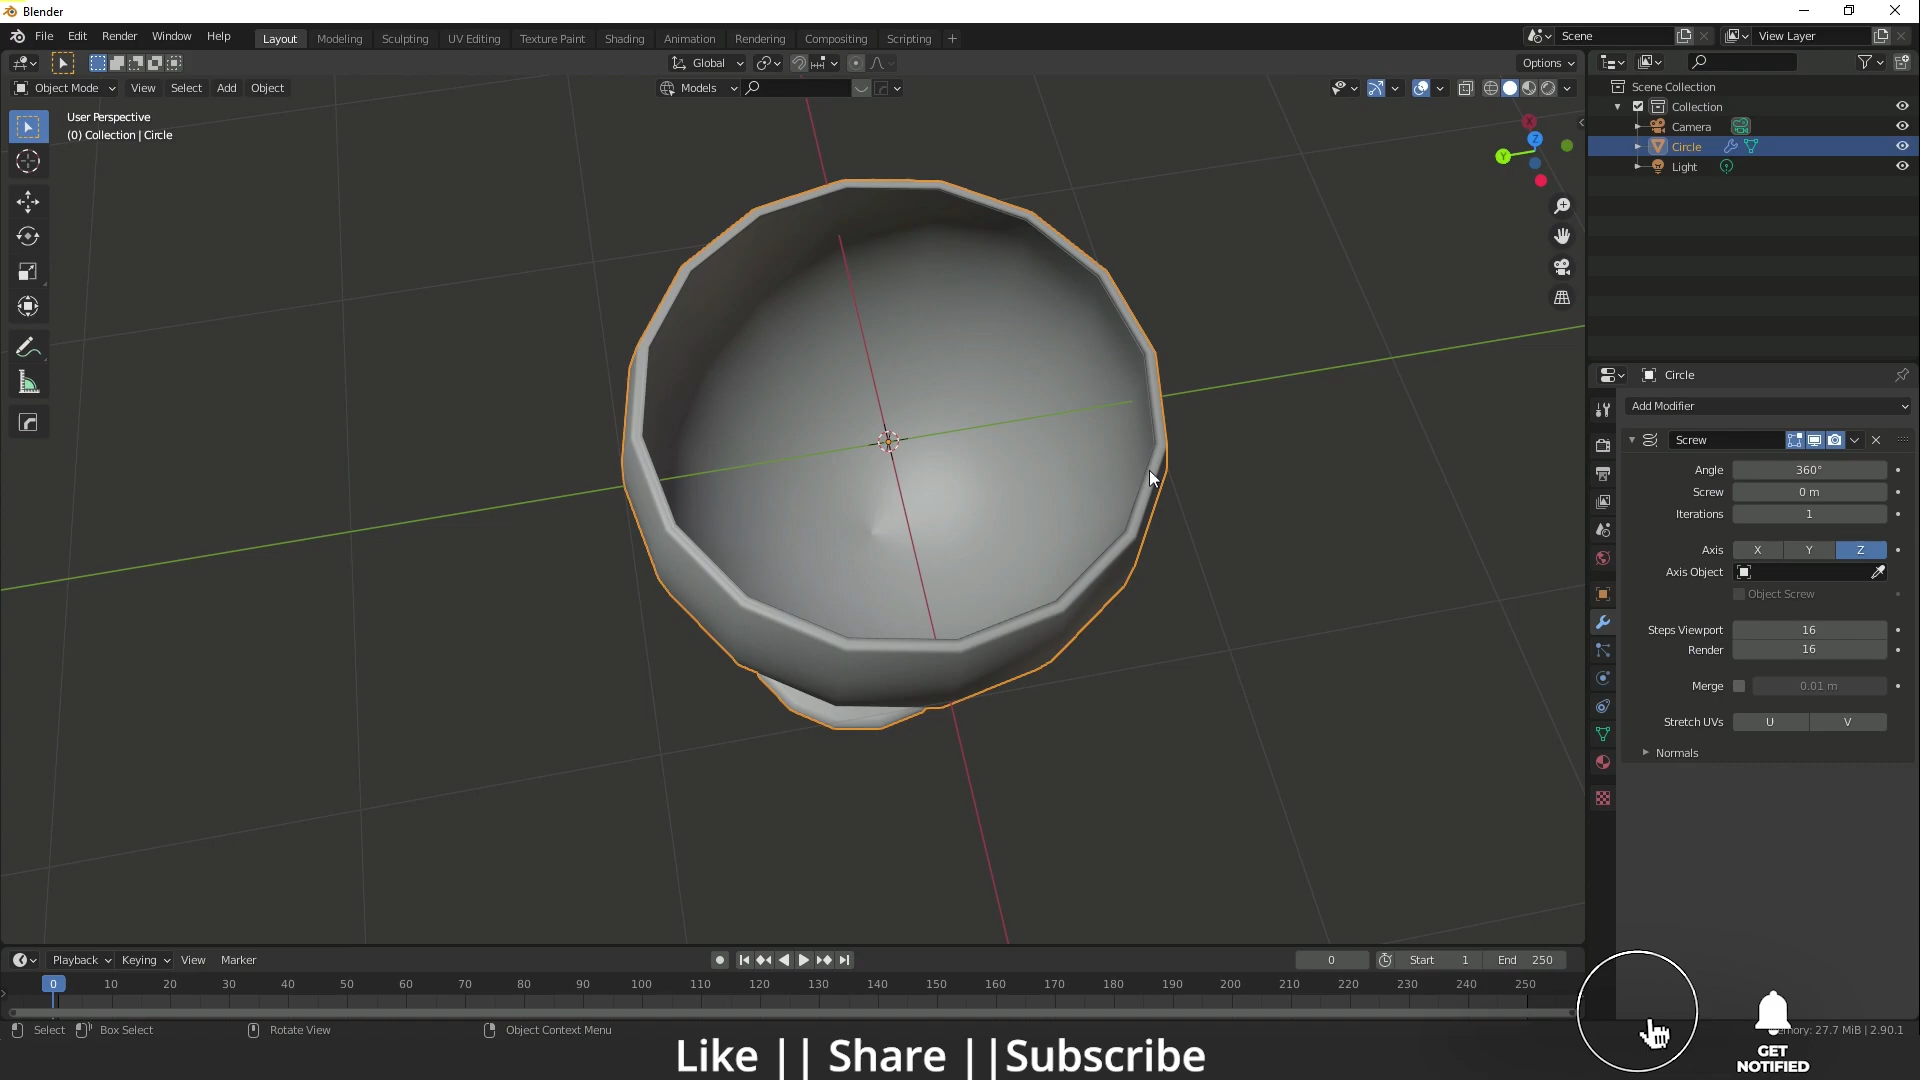 Blender
File Edit Render Window Help
Layout Modeling Sculpting UV Editing Texture Paint Shading Animation Rendering Compositing Scripting +
Scene
View Layer
Global
Options
Object Mode View Select Add Object
Models
User Perspective
(0) Collection | Circle
X
Z
Y
Scene Collection
Collection
Camera
Circle
Light
Circle
Add Modifier
Screw
Angle 360°
Screw 0 m
Iterations 1
Axis X Y Z
Axis Object
Object Screw
Steps Viewport 16
Render 16
Merge 0.01 m
Stretch UVs U V
Normals
Playback Keying View Marker
0
Start 1 End 250
0 10 20 30 40 50 60 70 80 90 100 110 120 130 140 150 160 170 180 190 200 210 220 230 240 250
Select Box Select Rotate View Object Context Menu
emory: 27.7 MiB | 2.90.1
Like || Share ||Subscribe
GET
NOTIFIED